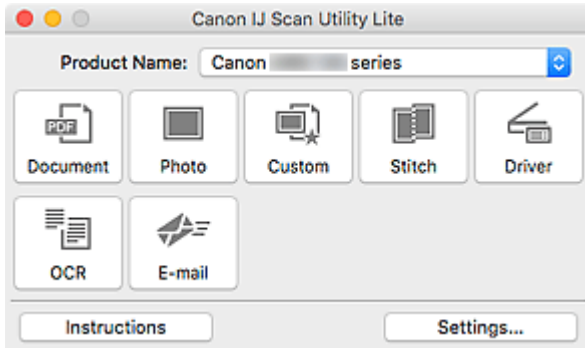 Canon IJ Scan Utility Lite
Product Name: Canon series
PDF
Document Photo Custom Stitch Driver
OCR E-mail
Instructions Settings...